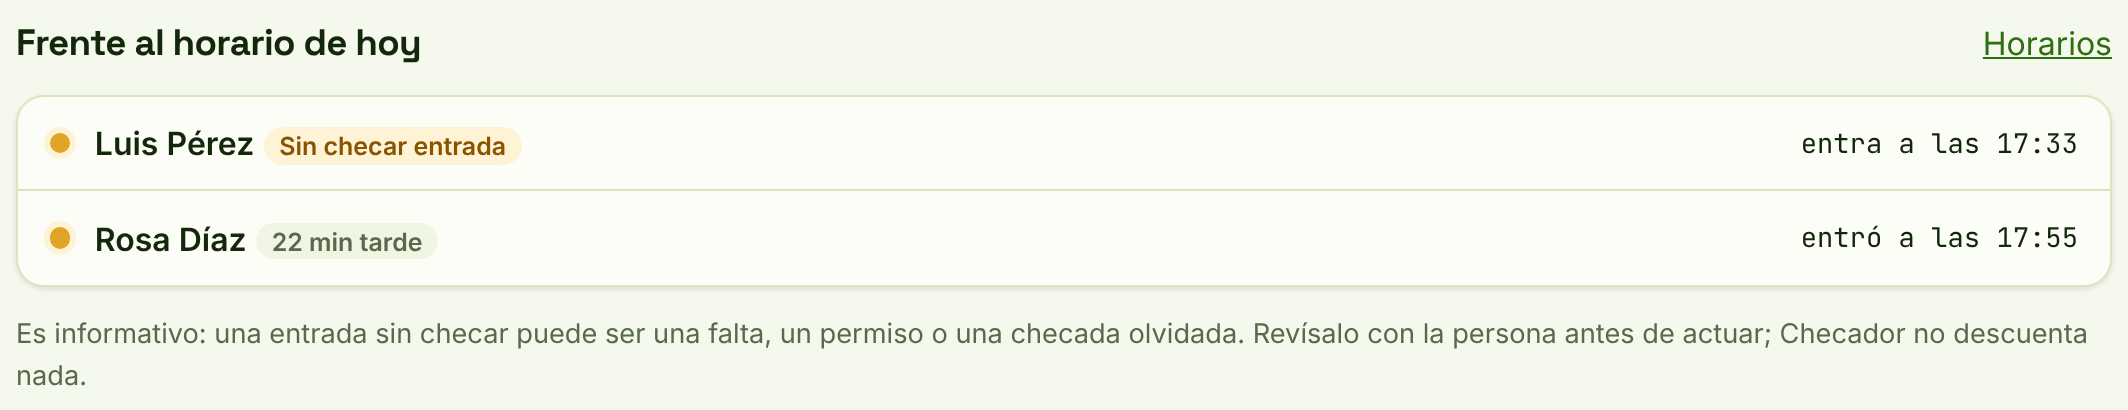 Frente al horario de hoy
Horarios
Luis Pérez Sin checar entrada entra a las 17:33
Rosa Díaz 22 min tarde entró a las 17:55
Es informativo: una entrada sin checar puede ser una falta, un permiso o una checada olvidada. Revísalo con la persona antes de actuar; Checador no descuenta
nada.